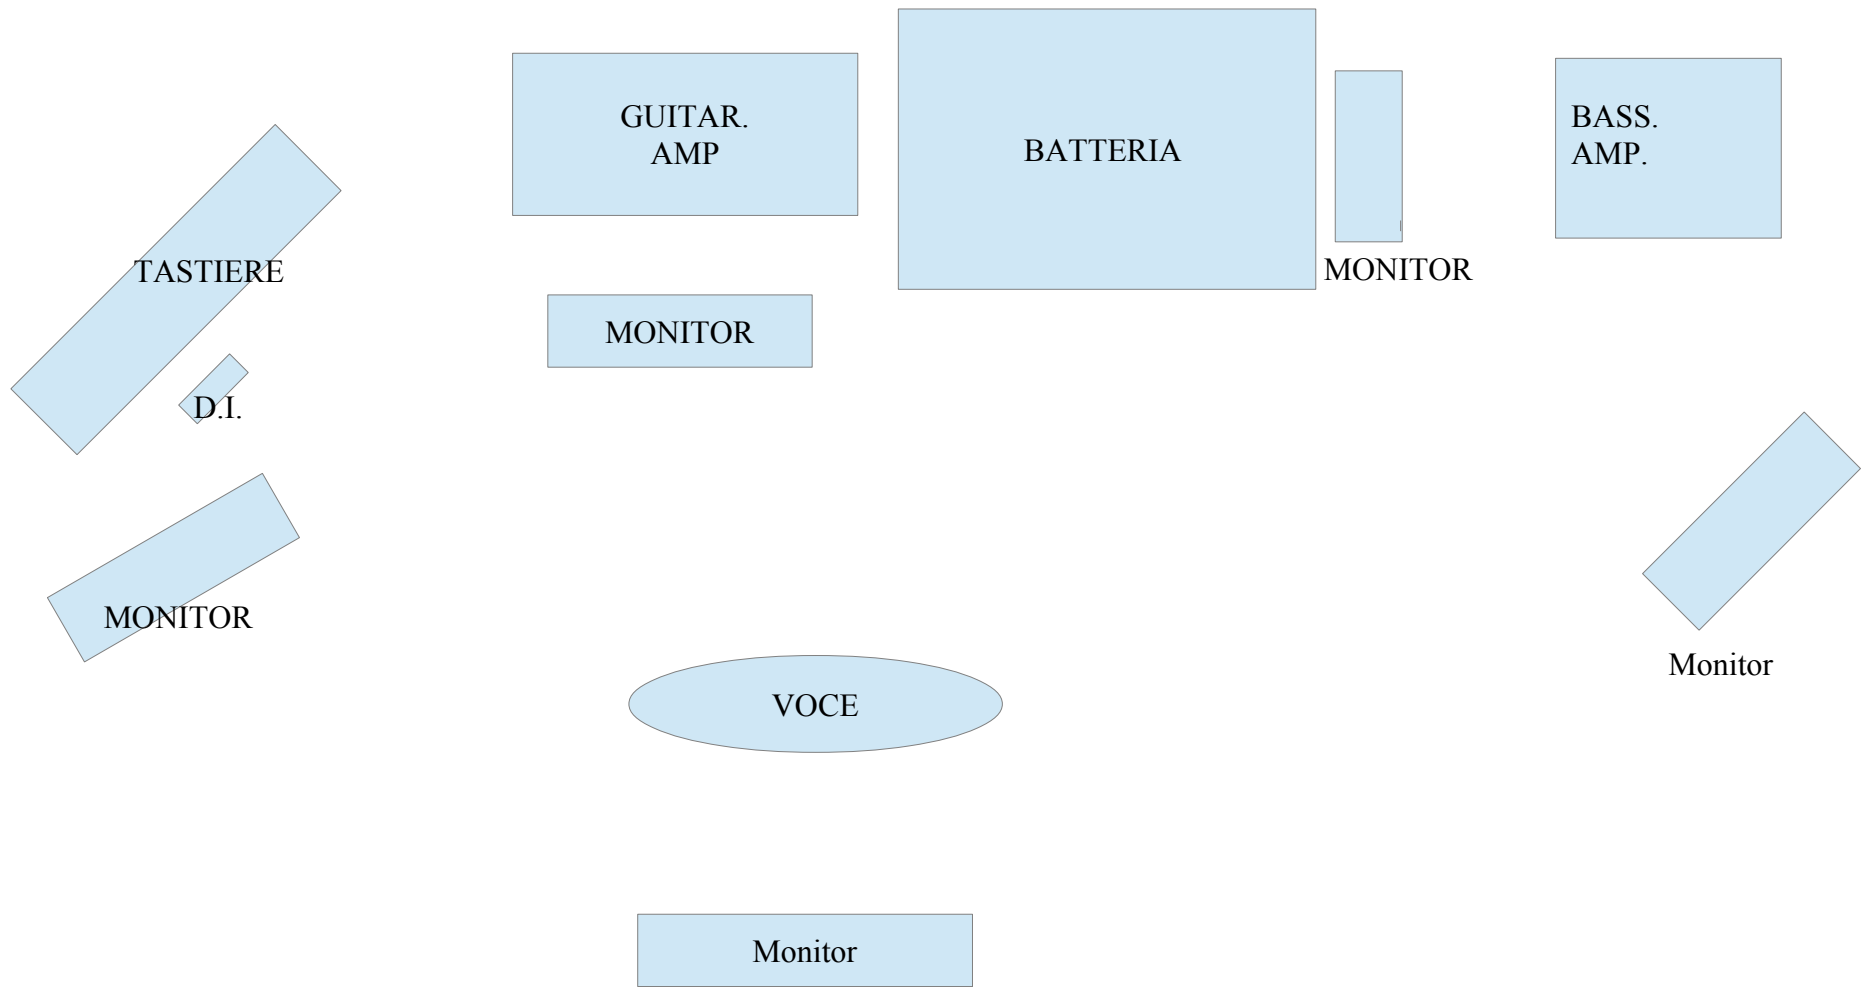 GUITAR.
AMP
BATTERIA
BASS.
AMP.
TASTIERE
MONITOR
MONITOR
D.I.
MONITOR
Monitor
VOCE
Monitor